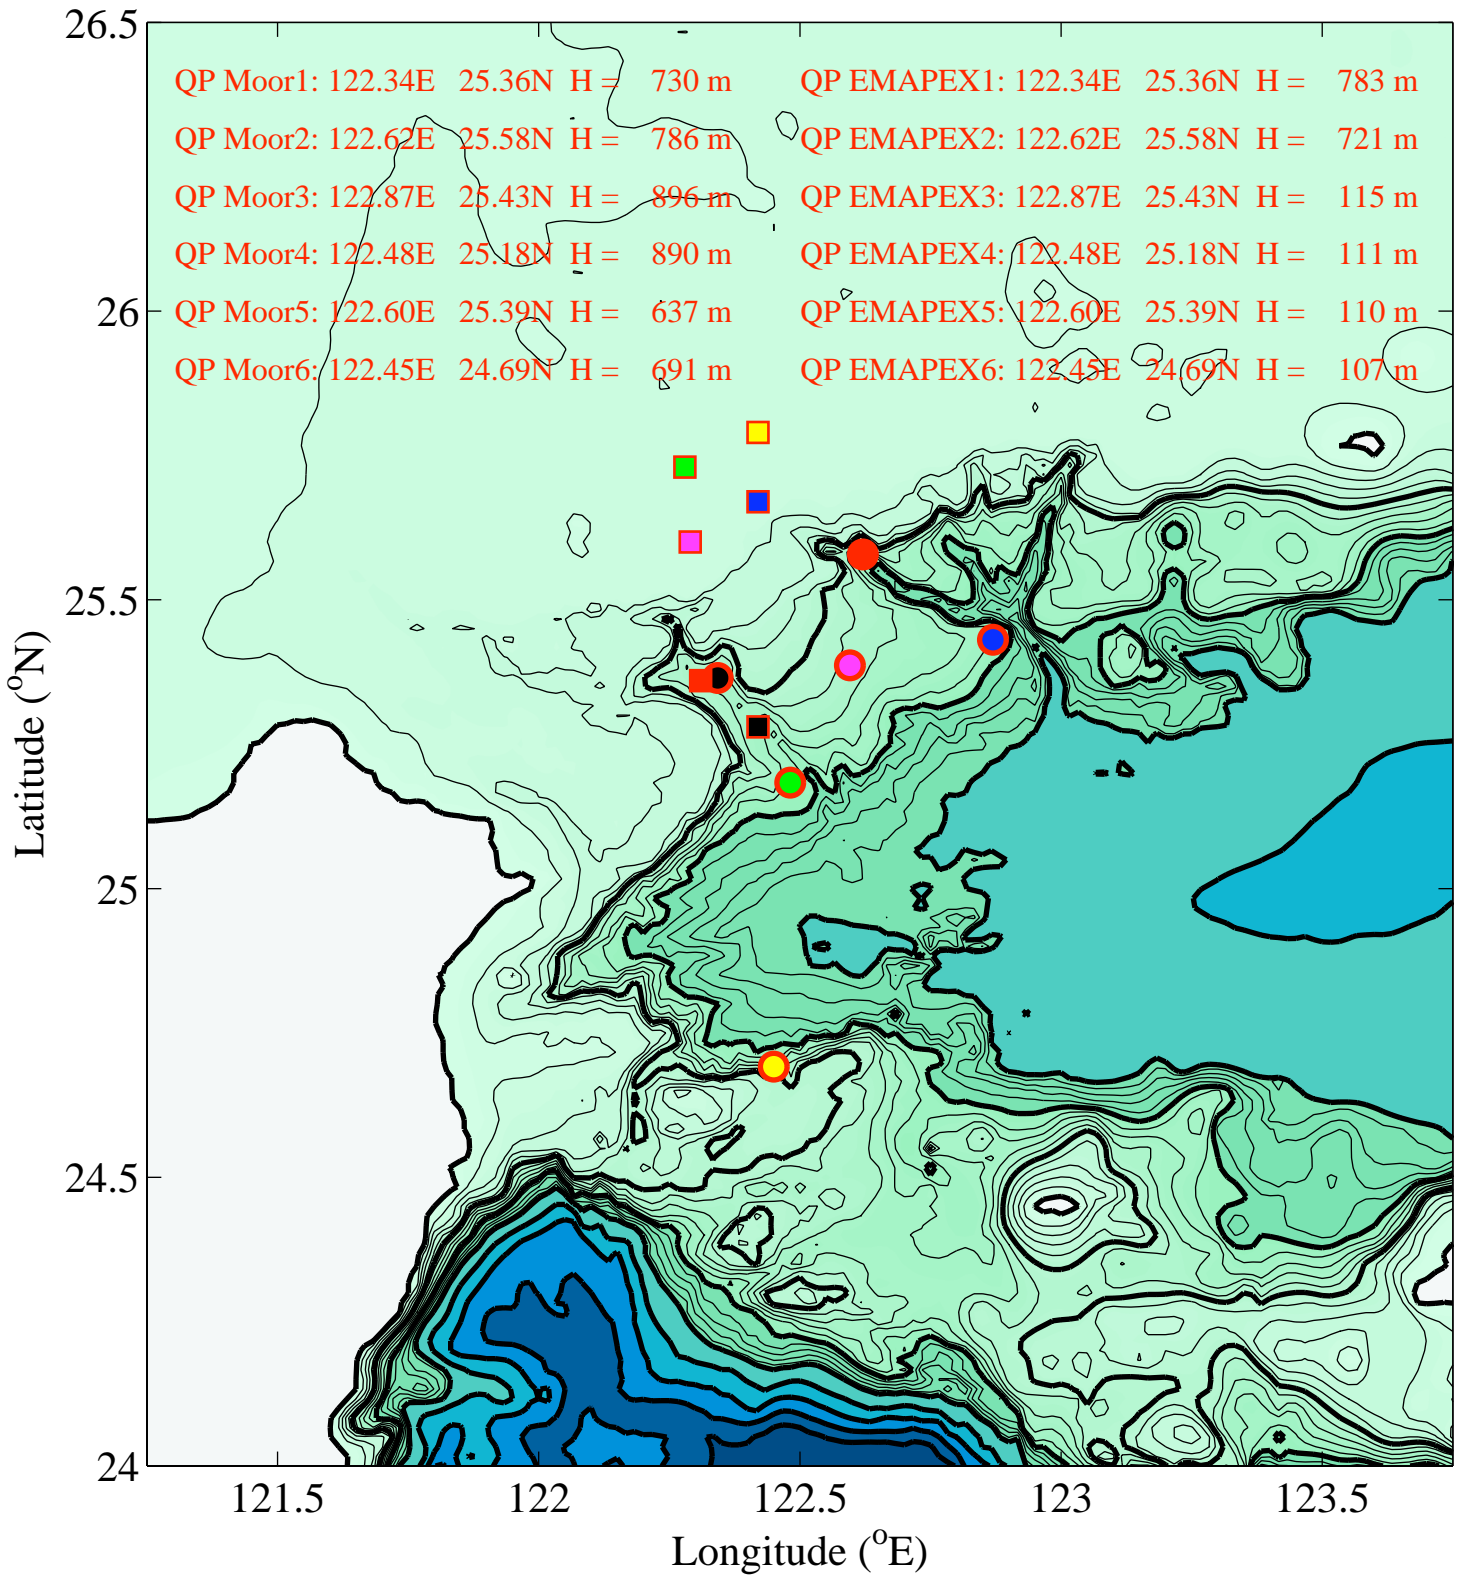 26.5
QP Moor1: 122.34E 25.36N H = 730 m QP EMAPEX1: 122.34E 25.36N H = 783 m
QP Moor2: 122.62E 25.58N H = 786 m QP EMAPEX2: 122.62E 25.58N H = 721 m
QP Moor3: 122.87E 25.43N H = 896 m QP EMAPEX3: 122.87E 25.43N H = 115 m
QP Moor4: 122.48E 25.18N H = 890 m QP EMAPEX4: 122.48E 25.18N H = 111 m
26 QP Moor5: 122.60E 25.39N H = 637 m QP EMAPEX5: 122.60E 25.39N H = 110 m
QP Moor6: 122.45E 24.69N H = 691 m QP EMAPEX6: 122.45E 24.69N H = 107 m
25.5
Latitude (°N)
25
24.5
24
121.5 122 122.5 123 123.5
Longitude (°E)